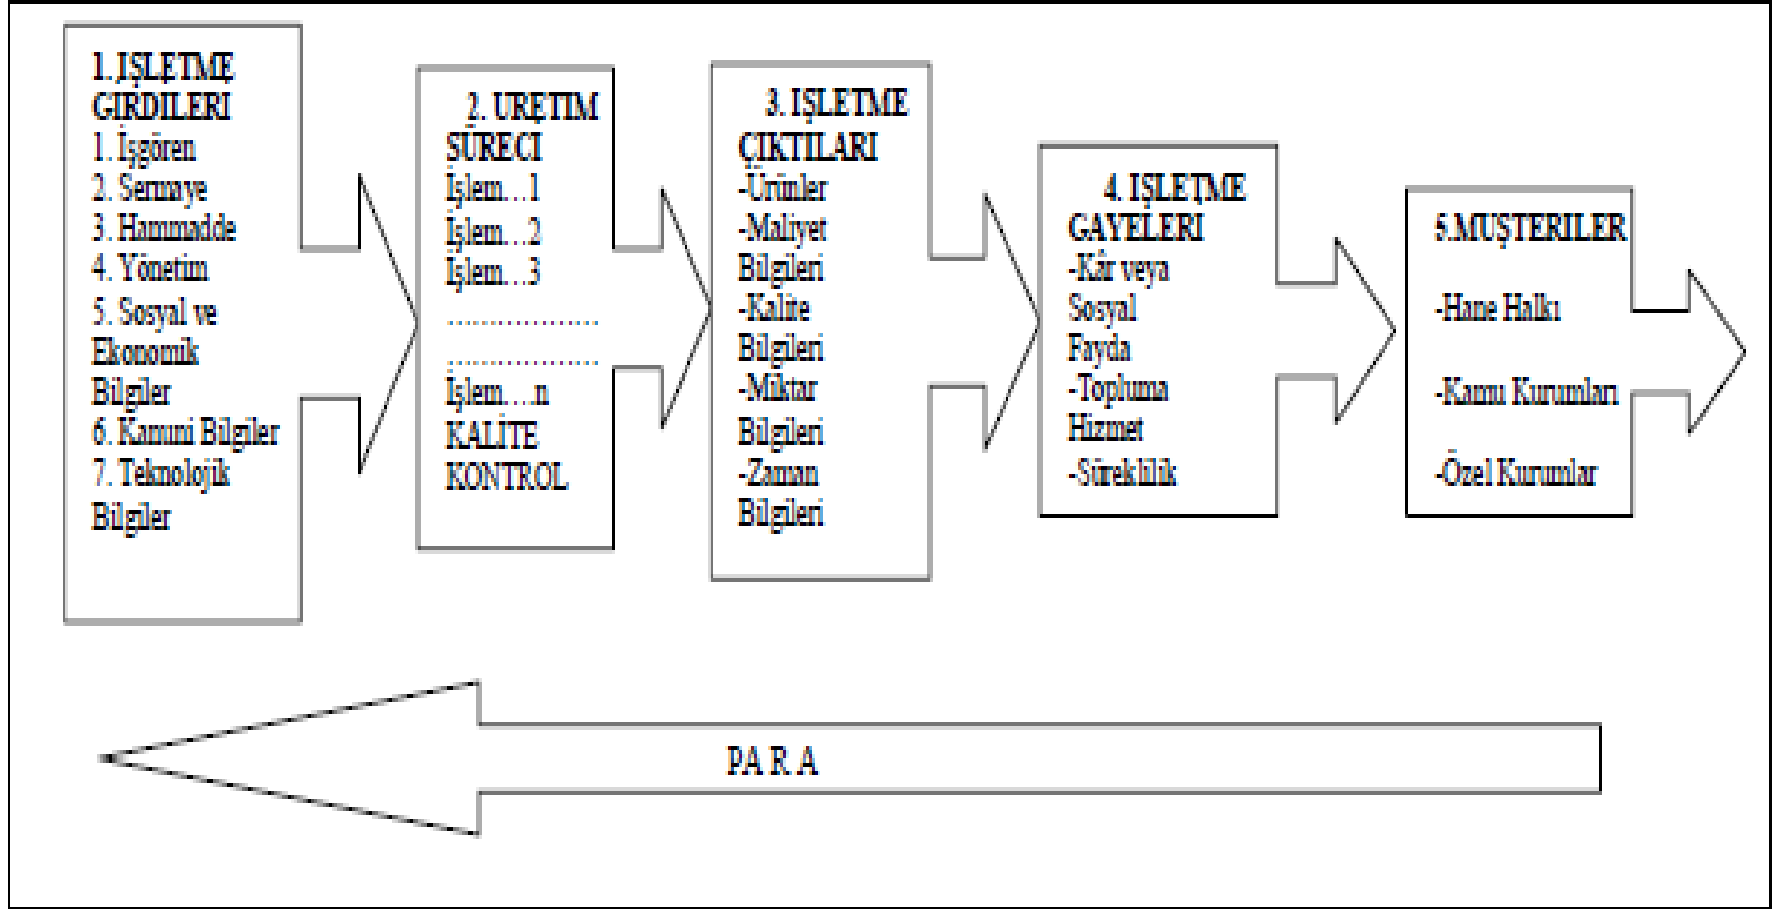 1. İŞLETME
GİRDİLERİ
1. İşgören
2. Sermaye
3. Hammadde
4. Yönetim
5. Sosyal ve
Ekonomik
Bilgiler
6. Kanuni Bilgiler
7. Teknolojik
Bilgiler
2. ÜRETİM
SÜRECİ
İşlem…1
İşlem…2
İşlem…3
………………
………………
İşlem….n
KALİTE
KONTROL
3. İŞLETME
ÇIKTILARI
-Ürünler
-Maliyet
Bilgileri
-Kalite
Bilgileri
-Miktar
Bilgileri
-Zaman
Bilgileri
4. İŞLETME
GAYELERİ
-Kâr veya
Sosyal
Fayda
-Topluma
Hizmet
-Süreklilik
5.MÜŞTERİLER
-Hane Halkı
-Kamu Kurumları
-Özel Kurumlar
PA R A